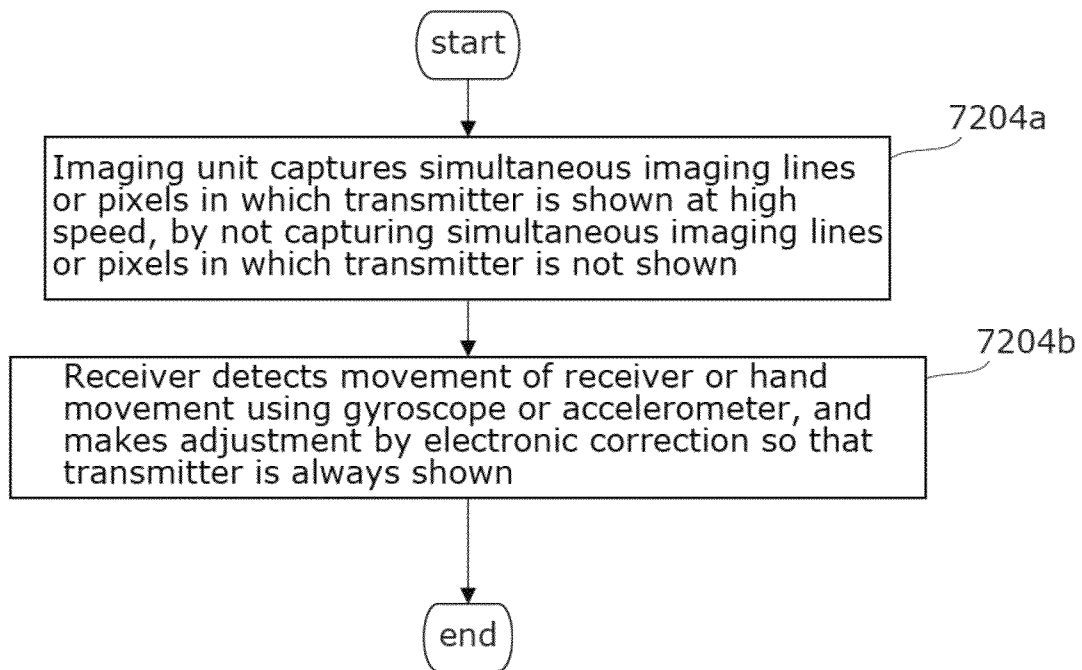 start
7204a
Imaging unit captures simultaneous imaging lines
or pixels in which transmitter is shown at high
speed, by not capturing simultaneous imaging lines
or pixels in which transmitter is not shown
7204b
Receiver detects movement of receiver or hand
movement using gyroscope or accelerometer, and
makes adjustment by electronic correction so that
transmitter is always shown
end